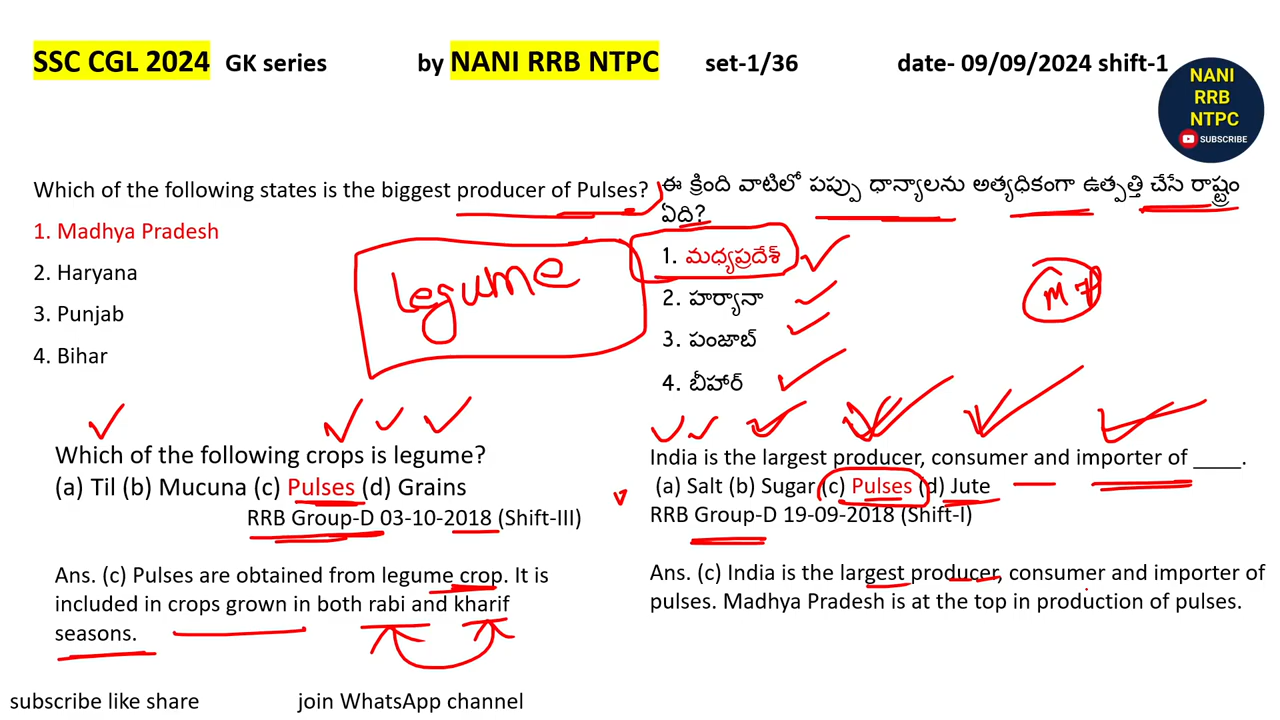 SSC CGL 2024 GK series by NANI RRB NTPC set-1/36 date- 09/09/2024 shift-1
NANI
RRB
NTPC
SUBSCRIBE
Which of the following states is the biggest producer of Pulses?
1. Madhya Pradesh
2. Haryana
3. Punjab
4. Bihar
legume
ఈ క్రింది వాటిలో పప్పు ధాన్యాలను అత్యధికంగా ఉత్పత్తి చేసే రాష్ట్రం
ఏది?
1. మధ్యప్రదేశ్
2. హర్యానా
3. పంజాబ్
4. బీహార్
Which of the following crops is legume?
(a) Til (b) Mucuna (c) Pulses (d) Grains
RRB Group-D 03-10-2018 (Shift-III)
Ans. (c) Pulses are obtained from legume crop. It is
included in crops grown in both rabi and kharif
seasons.
India is the largest producer, consumer and importer of ____.
(a) Salt (b) Sugar (c) Pulses (d) Jute
RRB Group-D 19-09-2018 (Shift-I)
Ans. (c) India is the largest producer, consumer and importer of
pulses. Madhya Pradesh is at the top in production of pulses.
subscribe like share join WhatsApp channel